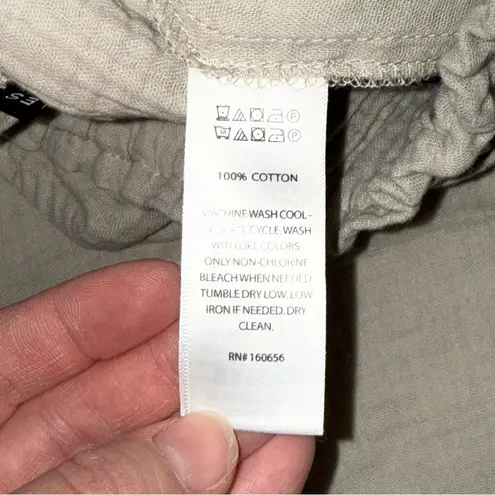 100% COTTON
MACHINE WASH COOL-
CYCLE, WASH
WITH LIKE COLORS.
ONLY NON-CHLORINE
BLEACH WHEN NEEDED.
TUMBLE DRY LOW. LOW
IRON IF NEEDED. DRY
CLEAN.
RN# 160656